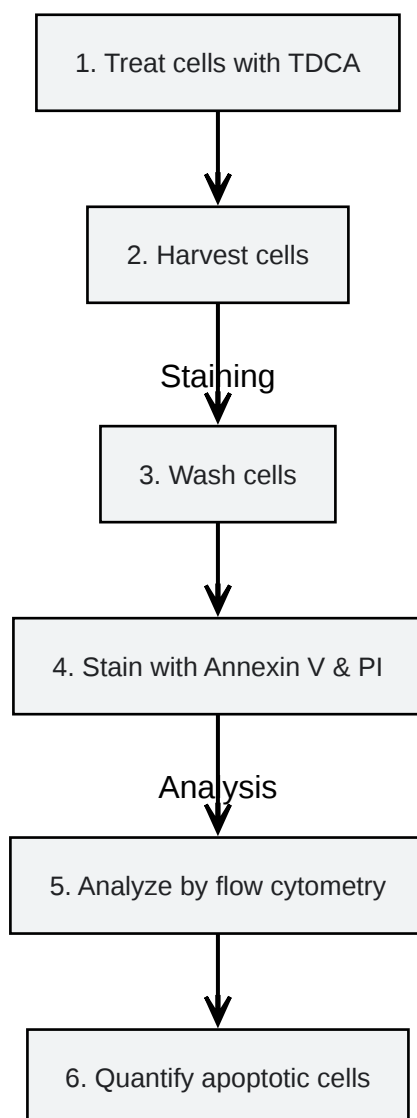 1. Treat cells with TDCA
2. Harvest cells
Staining
3. Wash cells
4. Stain with Annexin V & PI
Analysis
5. Analyze by flow cytometry
6. Quantify apoptotic cells